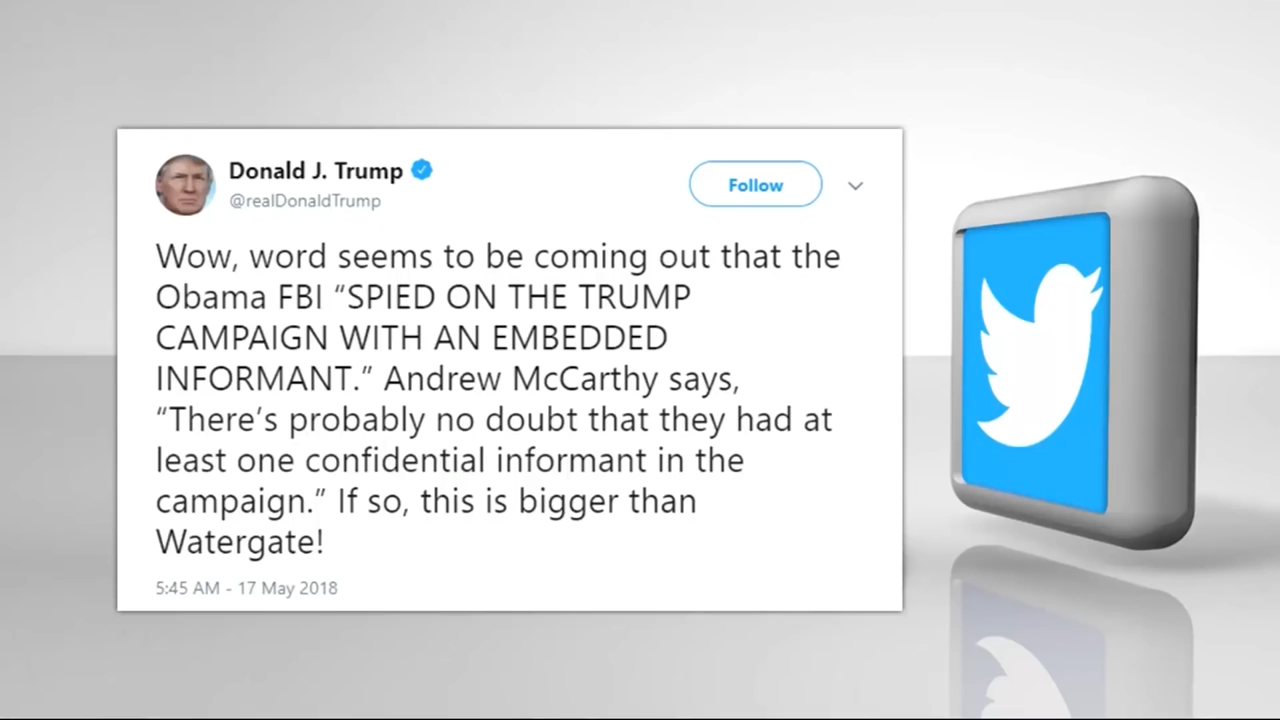 Donald J. Trump
@realDonaldTrump
Follow
Wow, word seems to be coming out that the
Obama FBI “SPIED ON THE TRUMP
CAMPAIGN WITH AN EMBEDDED
INFORMANT.” Andrew McCarthy says,
“There’s probably no doubt that they had at
least one confidential informant in the
campaign.” If so, this is bigger than
Watergate!
5:45 AM - 17 May 2018